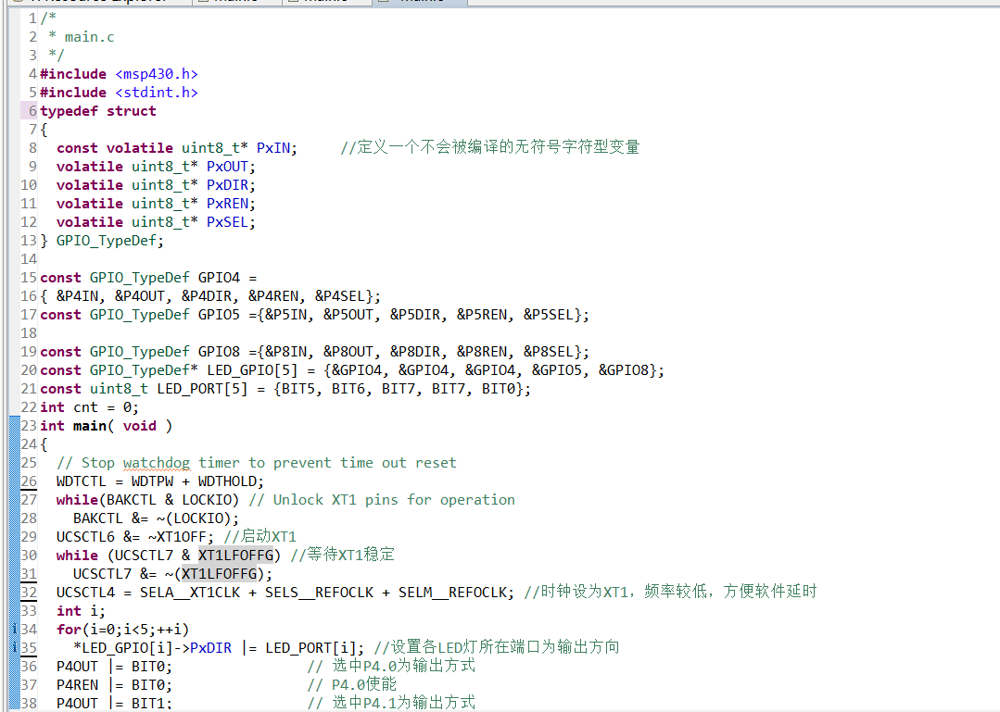 1 /*
2  * main.c
3  */
4 #include <msp430.h>
5 #include <stdint.h>
6 typedef struct
7 {
8   const volatile uint8_t* PxIN;     //定义一个不会被编译的无符号字符型变量
9   volatile uint8_t* PxOUT;
10   volatile uint8_t* PxDIR;
11   volatile uint8_t* PxREN;
12   volatile uint8_t* PxSEL;
13 } GPIO_TypeDef;
14
15 const GPIO_TypeDef GPIO4 =
16 { &P4IN, &P4OUT, &P4DIR, &P4REN, &P4SEL};
17 const GPIO_TypeDef GPIO5 ={&P5IN, &P5OUT, &P5DIR, &P5REN, &P5SEL};
18
19 const GPIO_TypeDef GPIO8 ={&P8IN, &P8OUT, &P8DIR, &P8REN, &P8SEL};
20 const GPIO_TypeDef* LED_GPIO[5] = {&GPIO4, &GPIO4, &GPIO4, &GPIO5, &GPIO8};
21 const uint8_t LED_PORT[5] = {BIT5, BIT6, BIT7, BIT7, BIT0};
22 int cnt = 0;
23 int main( void )
24 {
25   // Stop watchdog timer to prevent time out reset
26   WDTCTL = WDTPW + WDTHOLD;
27   while(BAKCTL & LOCKIO) // Unlock XT1 pins for operation
28     BAKCTL &= ~(LOCKIO);
29   UCSCTL6 &= ~XT1OFF; //启动XT1
30   while (UCSCTL7 & XT1LFOFFG) //等待XT1稳定
31     UCSCTL7 &= ~(XT1LFOFFG);
32   UCSCTL4 = SELA__XT1CLK + SELS__REFOCLK + SELM__REFOCLK; //时钟设为XT1，频率较低，方便软件延时
33   int i;
34   for(i=0;i<5;++i)
35     *LED_GPIO[i]->PxDIR |= LED_PORT[i]; //设置各LED灯所在端口为输出方向
36   P4OUT |= BIT0;                // 选中P4.0为输出方式
37   P4REN |= BIT0;                // P4.0使能
38   P4OUT |= BIT1;                // 选中P4.1为输出方式